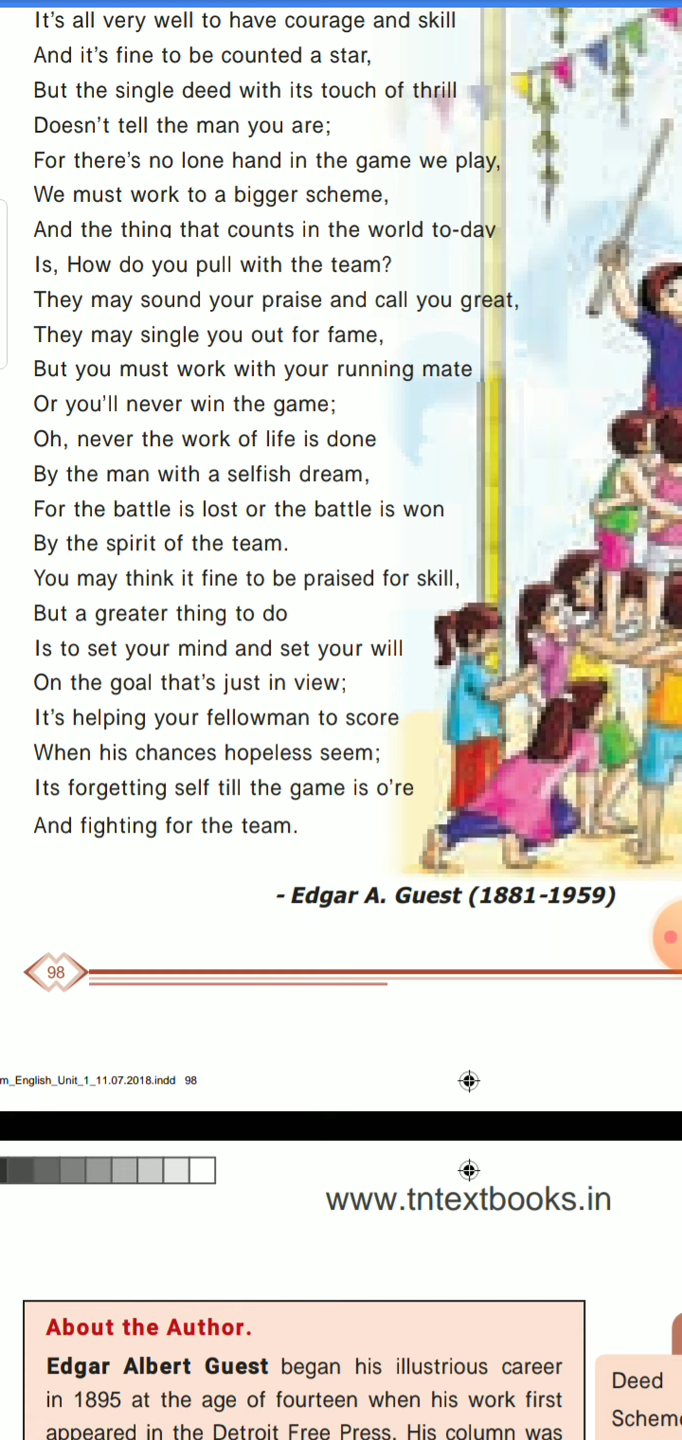 It's all very well to have courage and skill
And it's fine to be counted a star,
But the single deed with its touch of thrill
Doesn't tell the man you are;
For there's no lone hand in the game we play,
We must work to a bigger scheme,
And the thing that counts in the world to-day
Is, How do you pull with the team?
They may sound your praise and call you great,
They may single you out for fame,
But you must work with your running mate
Or you'll never win the game;
Oh, never the work of life is done
By the man with a selfish dream,
For the battle is lost or the battle is won
By the spirit of the team.
You may think it fine to be praised for skill,
But a greater thing to do
Is to set your mind and set your will
On the goal that's just in view;
It's helping your fellowman to score
When his chances hopeless seem;
Its forgetting self till the game is o're
And fighting for the team.
- Edgar A. Guest (1881-1959)
98
m_English_Unit_1_11.07.2018.indd 98
www.tntextbooks.in
About the Author.
Edgar Albert Guest began his illustrious career
in 1895 at the age of fourteen when his work first
appeared in the Detroit Free Press. His column was
Deed
Schem